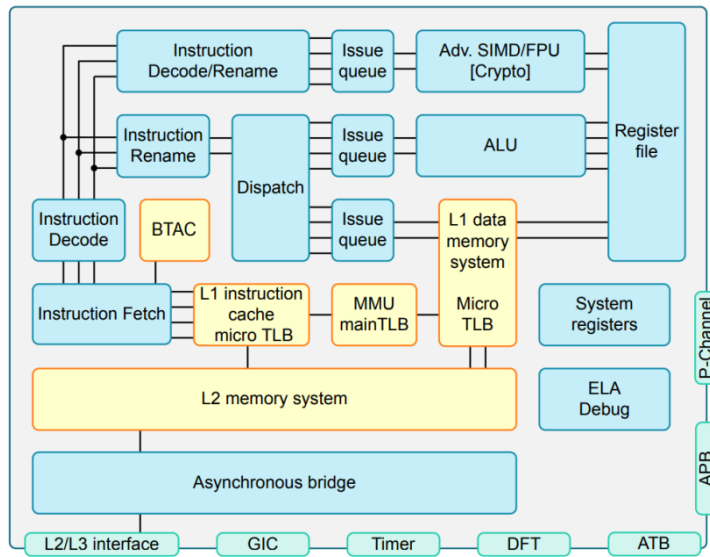 Instruction
Decode/Rename
Issue
queue
Adv. SIMD/FPU
[Crypto]
Register
file
Instruction
Rename
Dispatch
Issue
queue
ALU
Instruction
Decode
BTAC
Issue
queue
L1 data
memory
system
Micro
TLB
Instruction Fetch
L1 instruction
cache
micro TLB
MMU
mainTLB
System
registers
P-Channel
L2 memory system
ELA
Debug
APB
Asynchronous bridge
L2/L3 interface
GIC
Timer
DFT
ATB